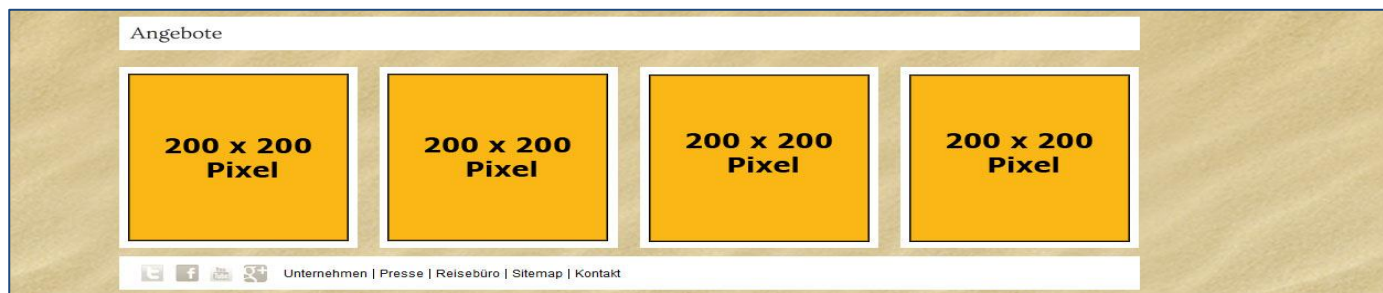 Angebote
200 x 200
Pixel
200 x 200
Pixel
200 x 200
Pixel
200 x 200
Pixel
Unternehmen | Presse | Reisebüro | Sitemap | Kontakt